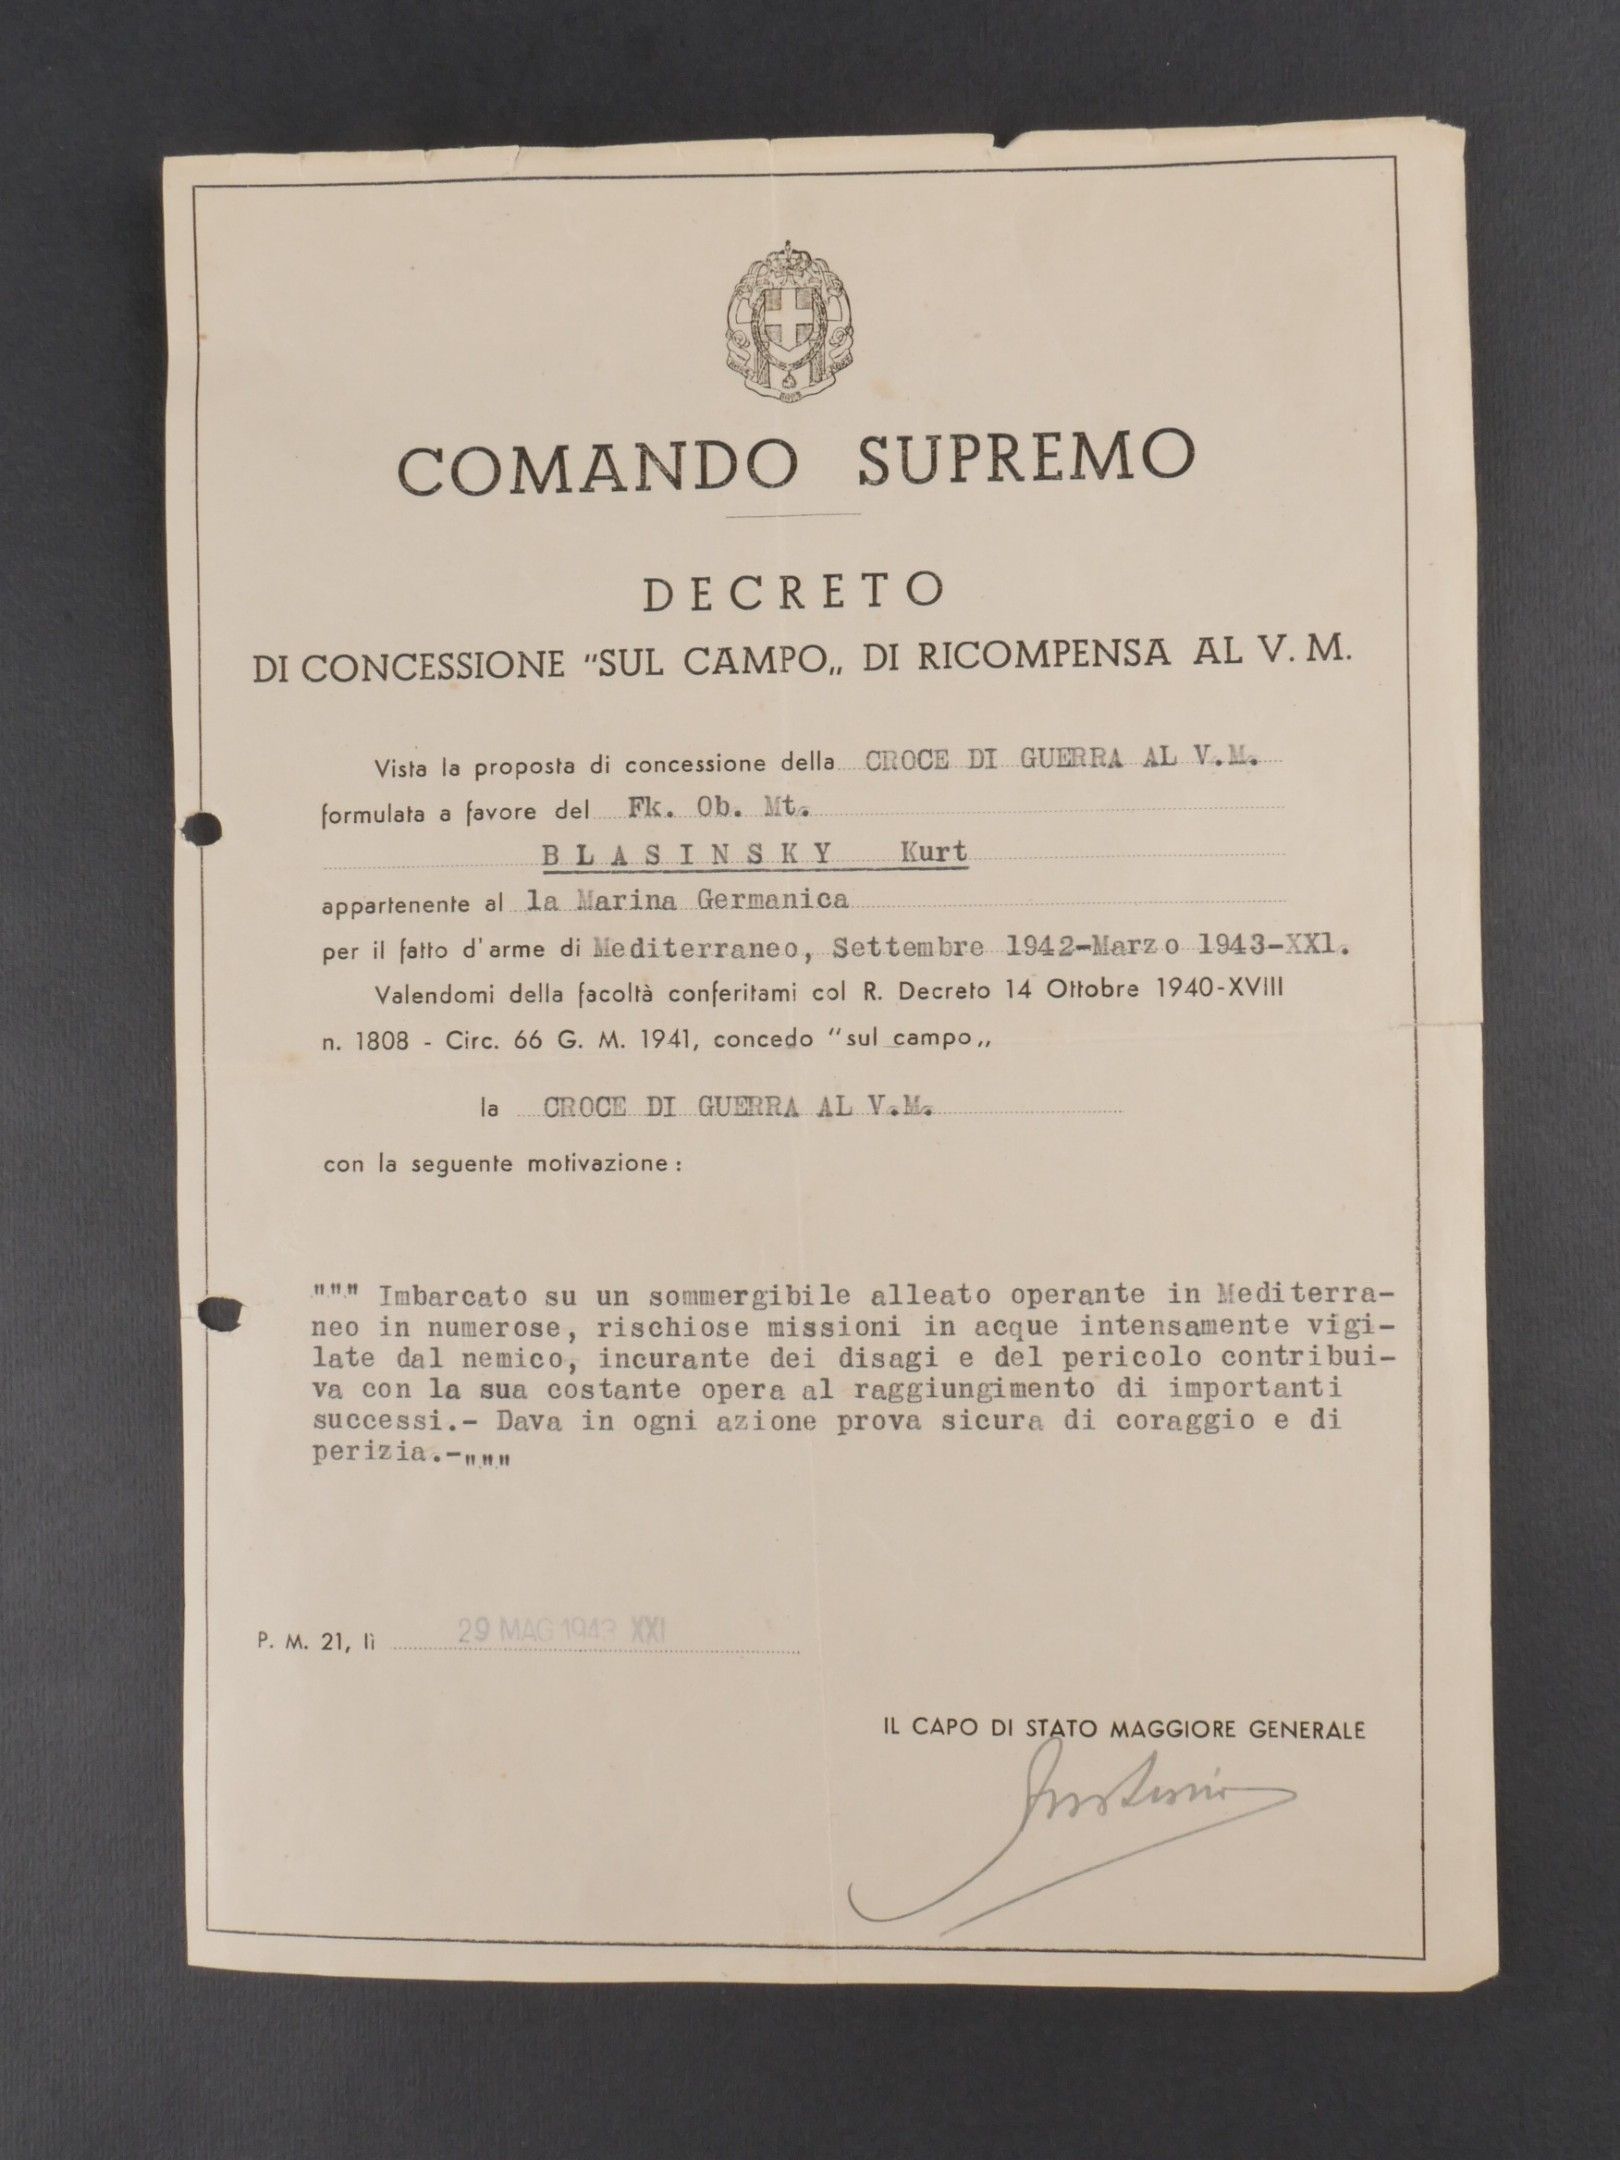 COMANDO SUPREMO
DECRETO
DI CONCESSIONE "SUL CAMPO„ DI RICOMPENSA AL V. M.
Vista la proposta di concessione della CROCE DI GUERRA AL V.M.
formulata a favore del Fk. Ob. Mt.
BLASINSKY Kurt
appartenente al la Marina Germanica
per il fatto d'arme di Mediterraneo, Settembre 1942-Marzo 1943-XXI.
Valendomi della facoltà conferitami col R. Decreto 14 Ottobre 1940-XVIII
n. 1808 - Circ. 66 G. M. 1941, concedo "sul campo„
la CROCE DI GUERRA AL V.M.
con la seguente motivazione:
""" Imbarcato su un sommergibile alleato operante in Mediterra-
neo in numerose, rischiose missioni in acque intensamente vigi-
late dal nemico, incurante dei disagi e del pericolo contribui-
va con la sua costante opera al raggiungimento di importanti
successi.- Dava in ogni azione prova sicura di coraggio e di
perizia.-"""
P. M. 21, lì 29 MAG 1943 XXI
IL CAPO DI STATO MAGGIORE GENERALE